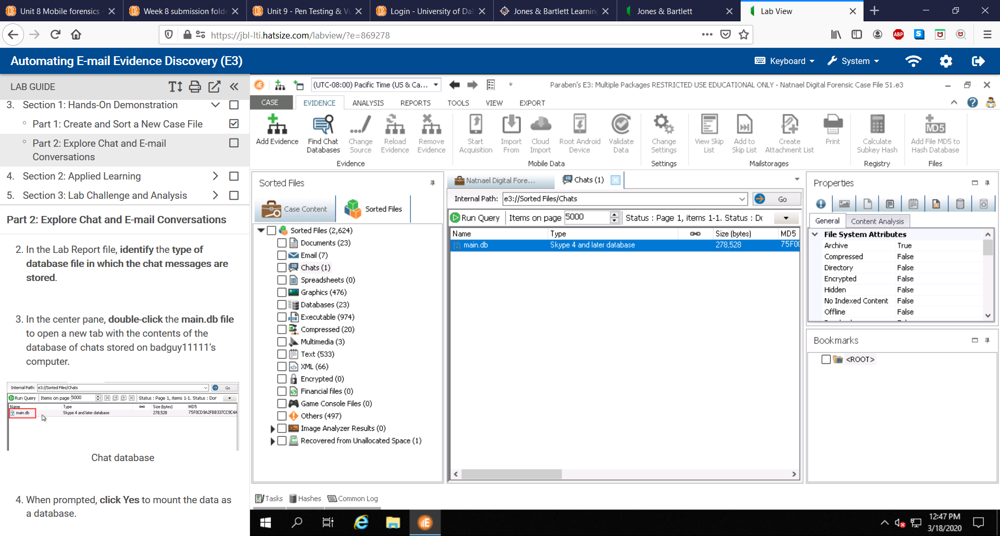 Unit 8 Mobile forensics -
Week 8 submission folde
Unit 9 - Pen Testing & Vu
Login - University of Dal
Jones & Bartlett Learning
Jones & Bartlett
Lab View
https://jbl-lti.hatsize.com/labview/?e=869278
ABP
S
Automating E-mail Evidence Discovery (E3)
Keyboard
System
LAB GUIDE
3. Section 1: Hands-On Demonstration
Part 1: Create and Sort a New Case File
Part 2: Explore Chat and E-mail
Conversations
4. Section 2: Applied Learning
5. Section 3: Lab Challenge and Analysis
Part 2: Explore Chat and E-mail Conversations
2. In the Lab Report file, identify the type of
database file in which the chat messages are
stored.
3. In the center pane, double-click the main.db file
to open a new tab with the contents of the
database of chats stored on badguy11111’s
computer.
Internal Path: e3://Sorted Files/Chats Go
Run Query Items on page 5000 Status : Page 1, items 1-1. Status : Dor
Name Type Size (bytes) MD5
main.db Skype 4 and later database 278,528 75F0CD9A2FBB337CC9C4A
Chat database
4. When prompted, click Yes to mount the data as
a database.
(UTC-08:00) Pacific Time (US & Ca...
Paraben's E3: Multiple Packages RESTRICTED USE EDUCATIONAL ONLY - Natnael Digital Forensic Case File S1.e3
CASE EVIDENCE ANALYSIS REPORTS TOOLS VIEW EXPORT
Add Evidence
Find Chat
Databases
Change
Source
Reload
Evidence
Remove
Evidence
Evidence
Start
Acquisition
Import
From
Cloud
Import
Root Android
Device
Validate
Data
Mobile Data
Change
Settings
Settings
View Skip
List
Add to
Skip List
Create
Attachment List
Print
Mailstorages
Calculate
Subkey Hash
Registry
MD5
Add File MD5 to
Hash Database
Files
Sorted Files
Case Content
Sorted Files
Sorted Files (2,624)
Documents (23)
Email (7)
Chats (1)
Spreadsheets (0)
Graphics (476)
Databases (23)
Executable (974)
Compressed (20)
Multimedia (3)
Text (533)
XML (66)
Encrypted (0)
Financial files (0)
Game Console Files (0)
Others (497)
Image Analyzer Results (0)
Recovered from Unallocated Space (1)
Natnael Digital Fore...
Chats (1)
Internal Path: e3://Sorted Files/Chats Go
Run Query Items on page 5000 Status : Page 1, items 1-1. Status : Do
Name Type Size (bytes) MD5
main.db Skype 4 and later database 278,528 75F0
Properties
General
Content Analysis
File System Attributes
Archive True
Compressed False
Directory False
Encrypted False
Hidden False
No Indexed Content False
Offline False
Bookmarks
<ROOT>
Tasks
Hashes
Common Log
12:47 PM
3/18/2020